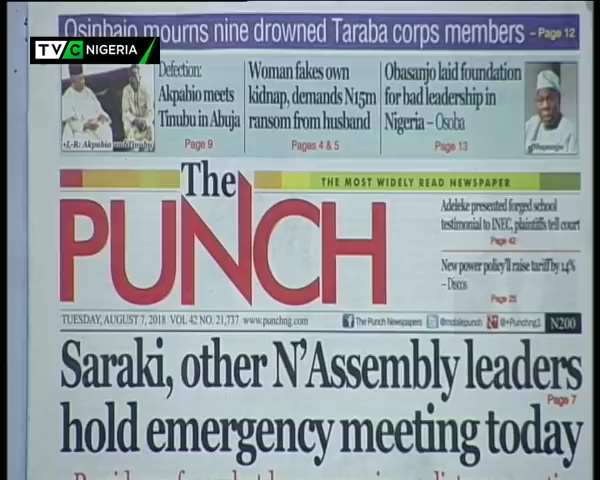 Osinbajo mourns nine drowned Taraba corps members – Page 12
TVC NIGERIA
Defection:
Akpabio meets
Tinubu in Abuja
Page 9
Woman fakes own
kidnap, demands N15m
ransom from husband
Pages 4 & 5
Obasanjo laid foundation
for bad leadership in
Nigeria – Osoba
Page 13
•L-R: Akpabio and Tinubu
Obasanjo
The
PUNCH
THE MOST WIDELY READ NEWSPAPER
Adeleke presented forged school
testimonial to INEC, plaintiffs tell court
Page 42
New power policy'll raise tariff by 14%
– Discos
Page 25
TUESDAY, AUGUST 7, 2018 VOL 42 NO. 21,737 www.punchng.com
The Punch Newspapers @mobilepunch @+Punchng1 N200
Saraki, other N'Assembly leaders
Page 7
hold emergency meeting today